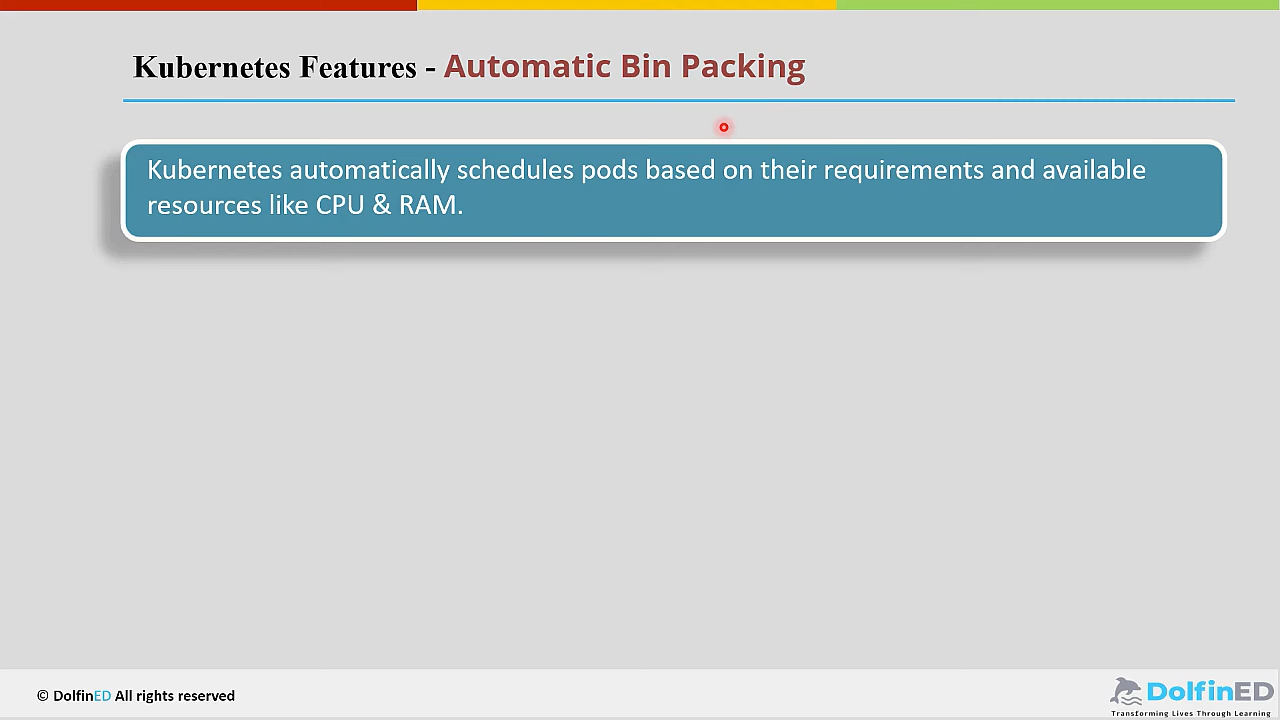 Kubernetes Features - Automatic Bin Packing
Kubernetes automatically schedules pods based on their requirements and available
resources like CPU & RAM.
© DolfinED All rights reserved
DolfinED
Transforming Lives Through Learning